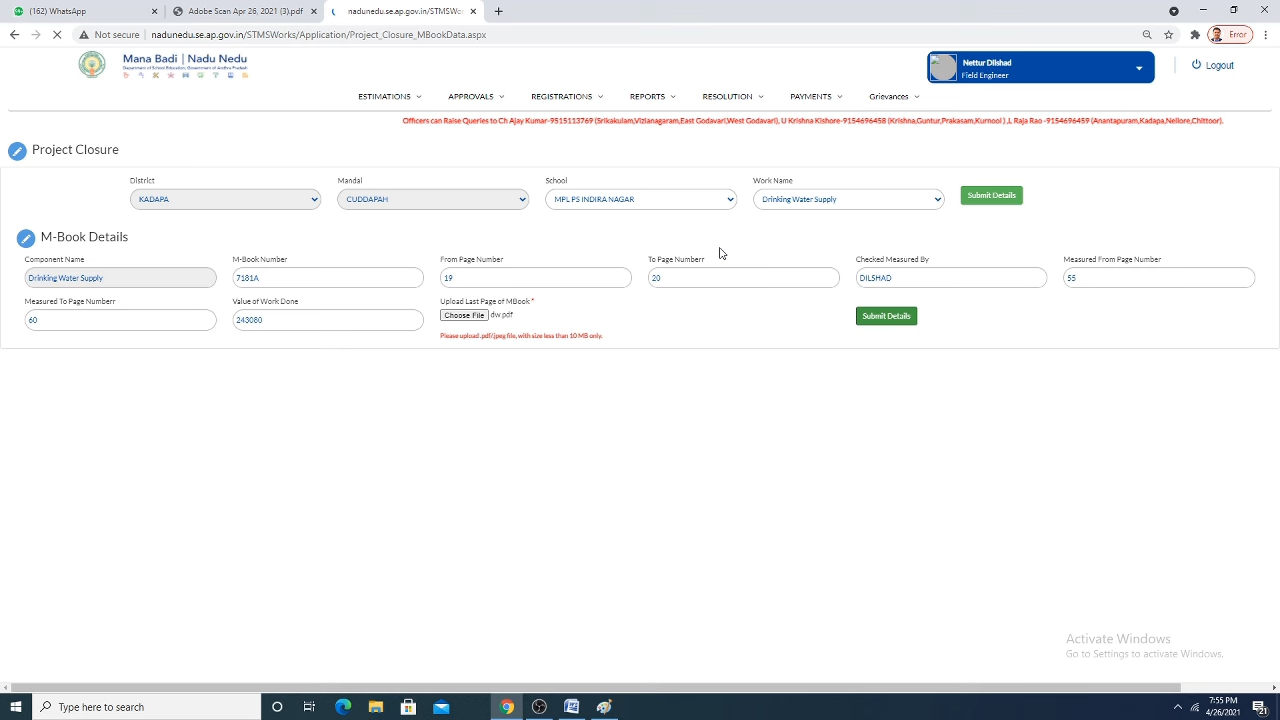 (162) WhatsApp
Adobe Scan Apr 26, 2021 (3).pdf
nadunedu.se.ap.gov.in/STMSWo
Not secure
nadunedu.se.ap.gov.in/STMSWorks/Application/Project_Closure_MBookData.aspx
Error
Mana Badi | Nadu Nedu
Department of School Education, Government of Andhra Pradesh
Nettur Dilshad
Field Engineer
Logout
ESTIMATIONS
APPROVALS
REGISTRATIONS
REPORTS
RESOLUTION
PAYMENTS
Grievances
Officers can Raise Queries to Ch Ajay Kumar-9515113769 (Srikakulam,Vizianagaram,East Godavari,West Godavari), U Krishna Kishore-9154696458 (Krishna,Guntur,Prakasam,Kurnool ) ,L Raja Rao -9154696459 (Anantapuram,Kadapa,Nellore,Chittoor).
Project Closure
District
Mandal
School
Work Name
KADAPA
CUDDAPAH
MPL PS INDIRA NAGAR
Drinking Water Supply
Submit Details
M-Book Details
Component Name
M-Book Number
From Page Number
To Page Numberr
Checked Measured By
Measured From Page Number
Drinking Water Supply
7181A
19
20
DILSHAD
55
Measured To Page Numberr
Value of Work Done
Upload Last Page of MBook *
60
243080
Choose File dw.pdf
Submit Details
Please upload .pdf/jpeg file, with size less than 10 MB only.
Activate Windows
Go to Settings to activate Windows.
Type here to search
7:55 PM
4/26/2021